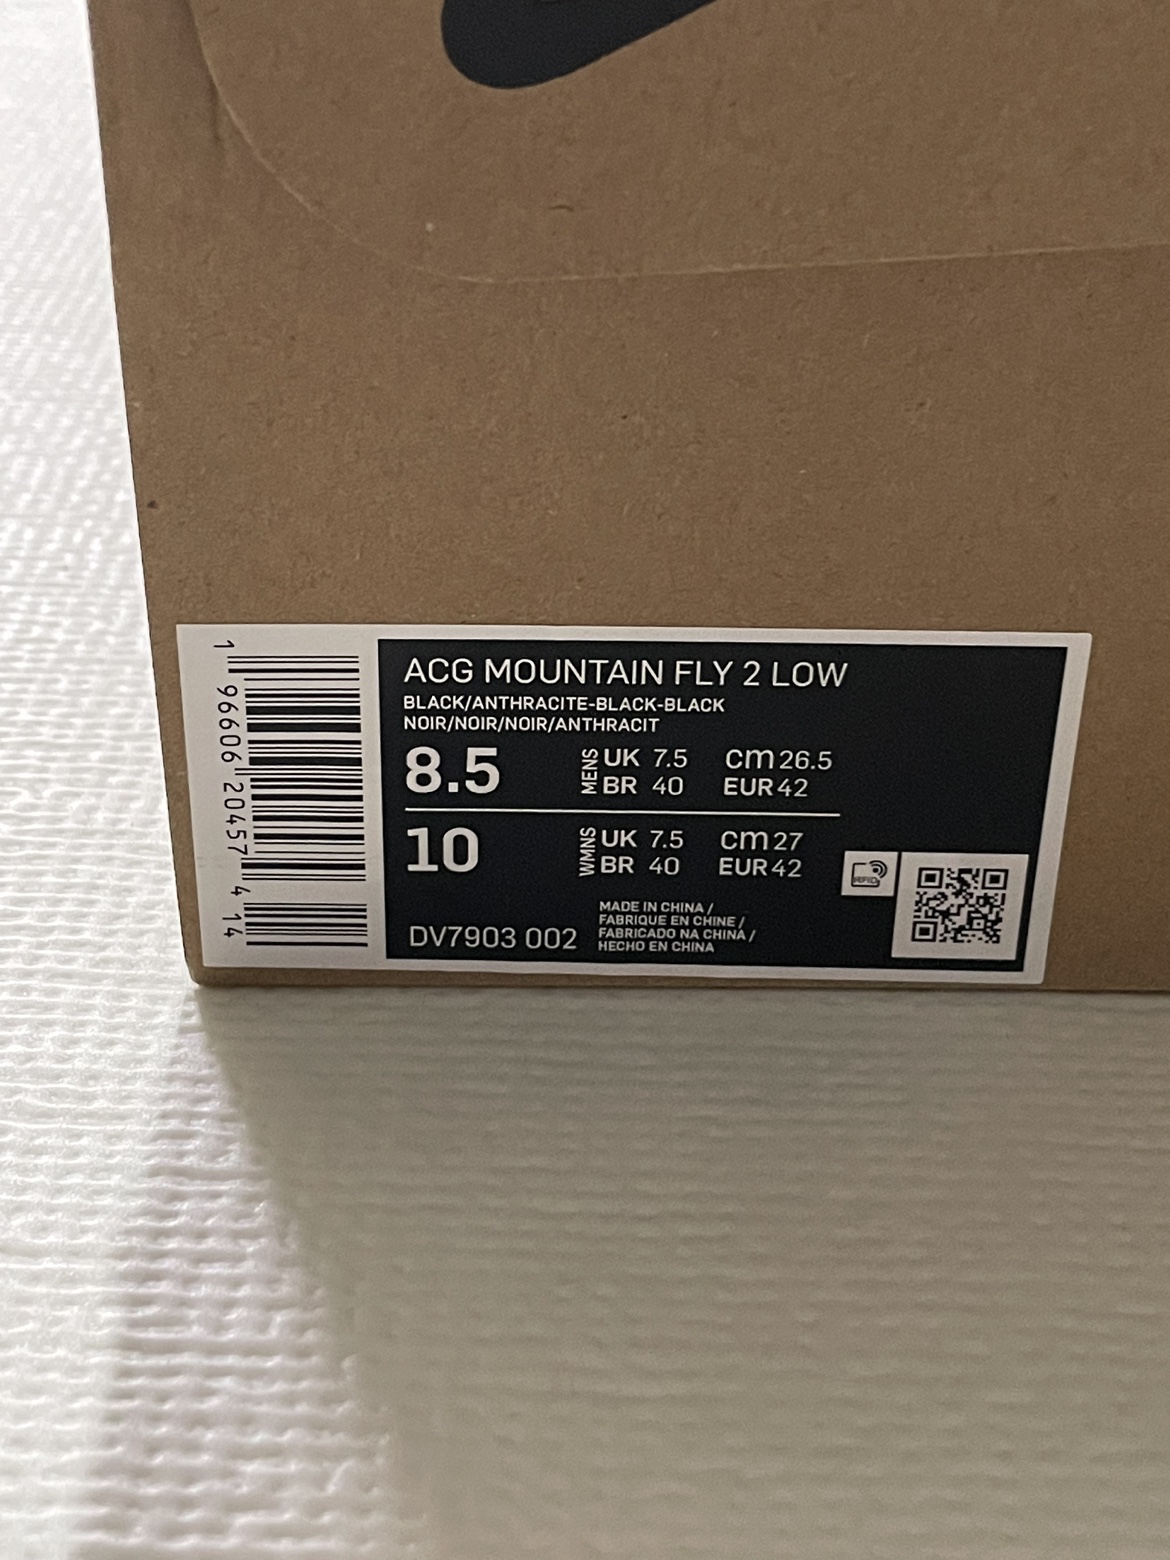 ACG MOUNTAIN FLY 2 LOW
BLACK/ANTHRACITE-BLACK-BLACK
NOIR/NOIR/NOIR/ANTHRACIT
8.5 MENS UK 7.5 cm 26.5
BR 40 EUR 42
10 WMNS UK 7.5 cm 27
BR 40 EUR 42
DV7903 002
MADE IN CHINA /
FABRIQUE EN CHINE /
FABRICADO NA CHINA /
HECHO EN CHINA
RFID
1 96606 20457 4 14